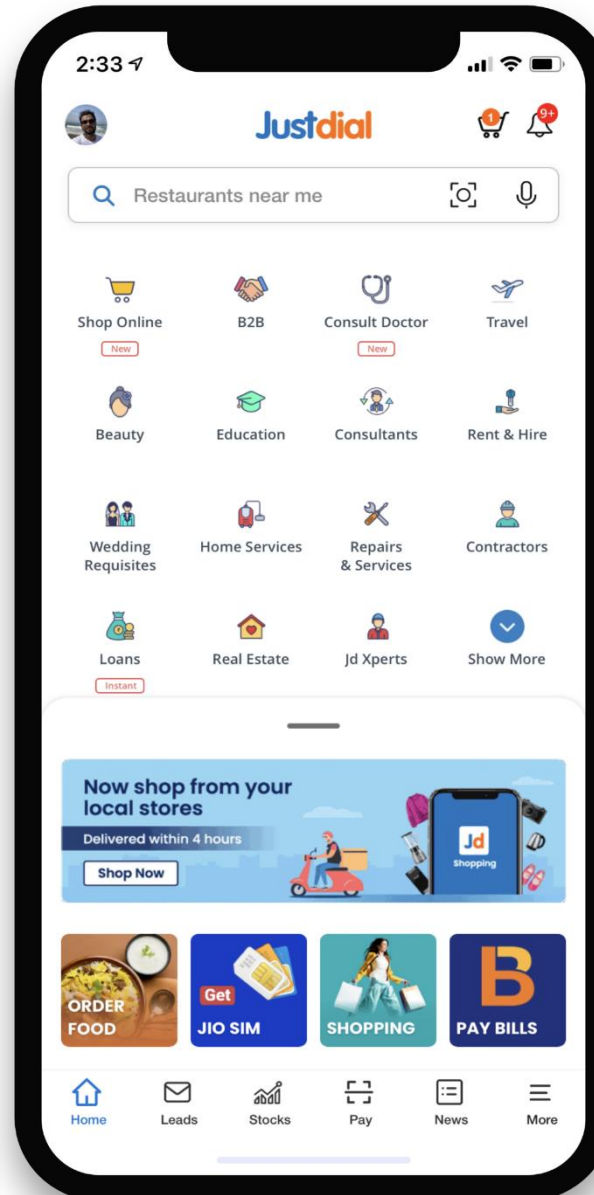 2:33
Justdial
1
9+
Restaurants near me
Shop Online
B2B
Consult Doctor
Travel
New
New
Beauty
Education
Consultants
Rent & Hire
Wedding
Requisites
Home Services
Repairs
& Services
Contractors
Loans
Real Estate
Jd Xperts
Show More
Instant
Now shop from your
local stores
Delivered within 4 hours
Shop Now
Jd
Shopping
ORDER
FOOD
Get
JIO SIM
SHOPPING
B
PAY BILLS
Home
Leads
Stocks
Pay
News
More